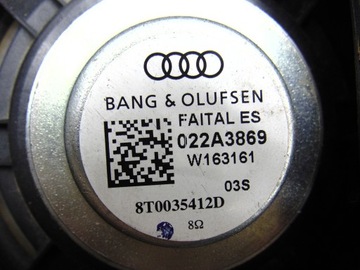 BANG & OLUFSEN
FAITAL ES
022A3869
W163161
03S
8T0035412D
8Ω